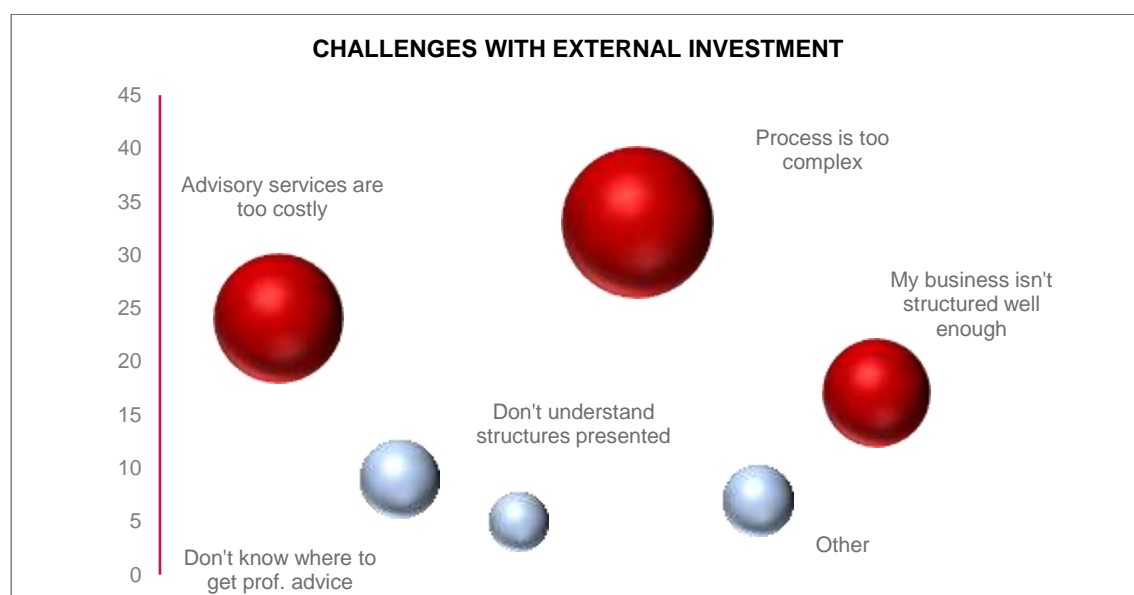 CHALLENGES WITH EXTERNAL INVESTMENT
45
40
35
30
25
20
15
10
5
0
Process is too
complex
Advisory services are
too costly
My business isn't
structured well
enough
Don't understand
structures presented
Other
Don't know where to
get prof. advice